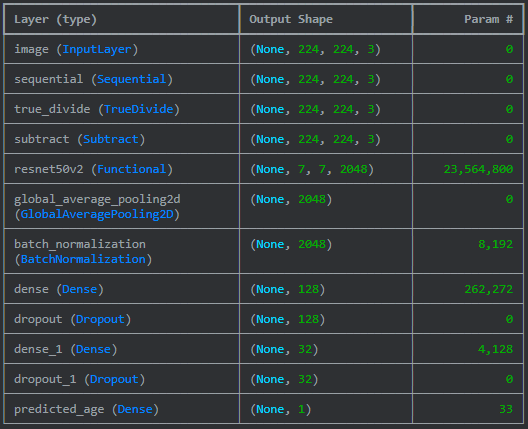 Layer (type) Output Shape Param #
image (InputLayer) (None, 224, 224, 3) 0
sequential (Sequential) (None, 224, 224, 3) 0
true_divide (TrueDivide) (None, 224, 224, 3) 0
subtract (Subtract) (None, 224, 224, 3) 0
resnet50v2 (Functional) (None, 7, 7, 2048) 23,564,800
global_average_pooling2d (None, 2048) 0
(GlobalAveragePooling2D)
batch_normalization (None, 2048) 8,192
(BatchNormalization)
dense (Dense) (None, 128) 262,272
dropout (Dropout) (None, 128) 0
dense_1 (Dense) (None, 32) 4,128
dropout_1 (Dropout) (None, 32) 0
predicted_age (Dense) (None, 1) 33